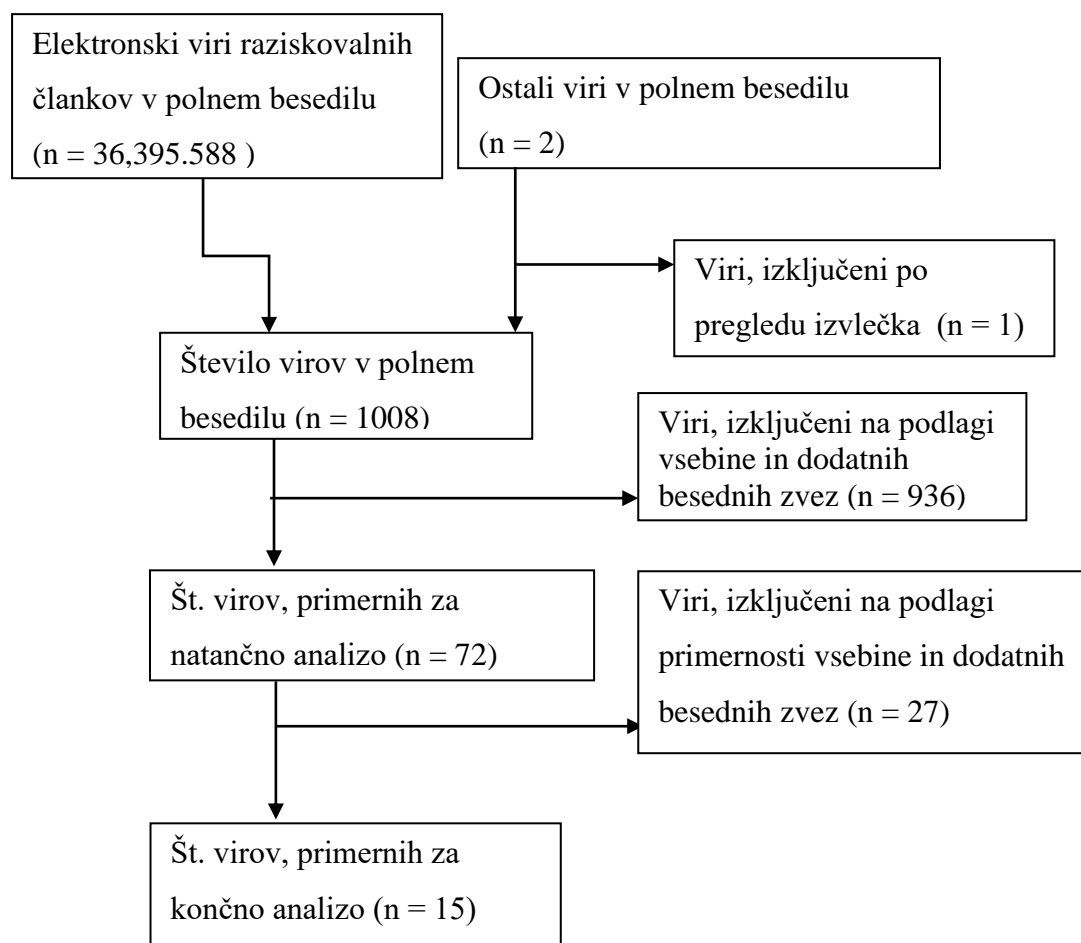 Elektronski viri raziskovalnih
člankov v polnem besedilu
(n = 36,395.588 )
Ostali viri v polnem besedilu
(n = 2)
Viri, izključeni po
pregledu izvlečka (n = 1)
Število virov v polnem
besedilu (n = 1008)
Viri, izključeni na podlagi
vsebine in dodatnih
besednih zvez (n = 936)
Št. virov, primernih za
natančno analizo (n = 72)
Viri, izključeni na podlagi
primernosti vsebine in dodatnih
besednih zvez (n = 27)
Št. virov, primernih za
končno analizo (n = 15)